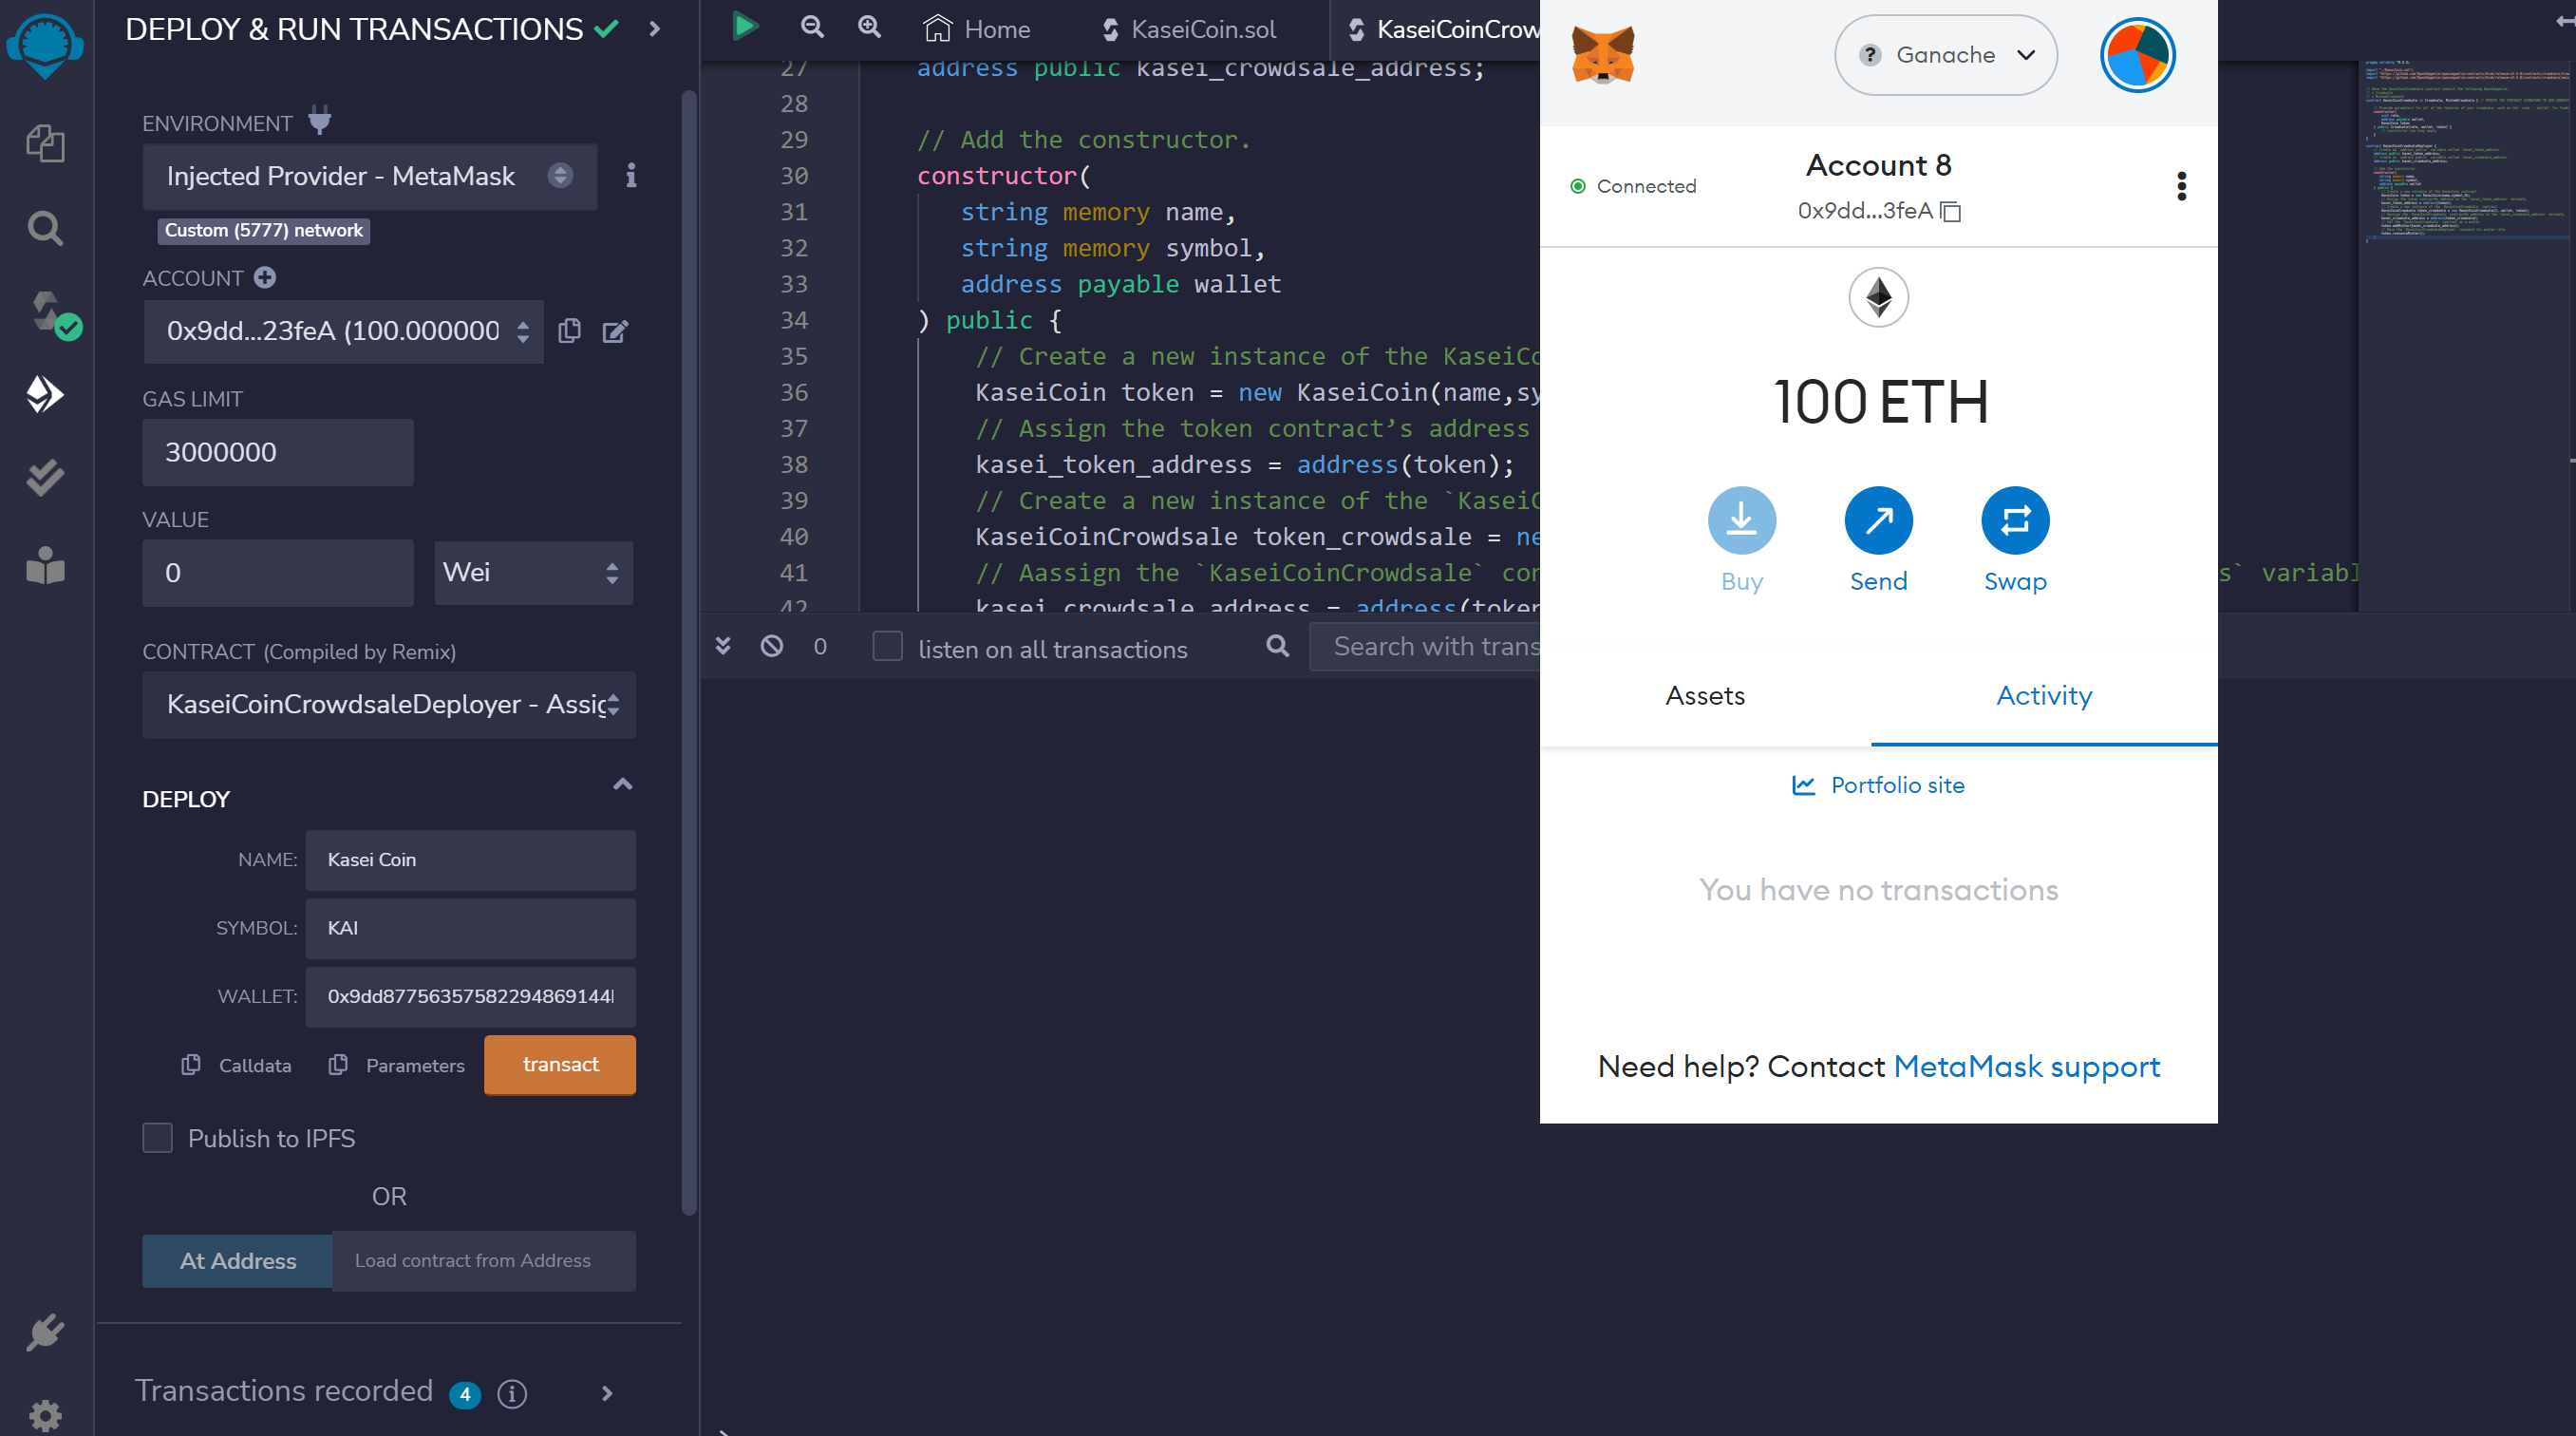 DEPLOY & RUN TRANSACTIONS
ENVIRONMENT
Injected Provider - MetaMask
Custom (5777) network
ACCOUNT
0x9dd...23feA (100.000000
GAS LIMIT
3000000
VALUE
0
Wei
CONTRACT (Compiled by Remix)
KaseiCoinCrowdsaleDeployer - Assig
DEPLOY
NAME: Kasei Coin
SYMBOL: KAI
WALLET: 0x9dd87756357582294869144
Calldata
Parameters
transact
Publish to IPFS
OR
At Address
Load contract from Address
Transactions recorded 4
Home
KaseiCoin.sol
KaseiCoinCrow
27 address public kasei_crowdsale_address;
28
29 // Add the constructor.
30 constructor(
31 string memory name,
32 string memory symbol,
33 address payable wallet
34 ) public {
35 // Create a new instance of the KaseiCo
36 KaseiCoin token = new KaseiCoin(name,sy
37 // Assign the token contract’s address
38 kasei_token_address = address(token);
39 // Create a new instance of the `KaseiC
40 KaseiCoinCrowdsale token_crowdsale = ne
41 // Aassign the `KaseiCoinCrowdsale` con
s` variabl
42 kasei_crowdsale_address = address(token
0
listen on all transactions
Search with trans
Ganache
Connected
Account 8
0x9dd...3feA
100 ETH
Buy
Send
Swap
Assets
Activity
Portfolio site
You have no transactions
Need help? Contact MetaMask support